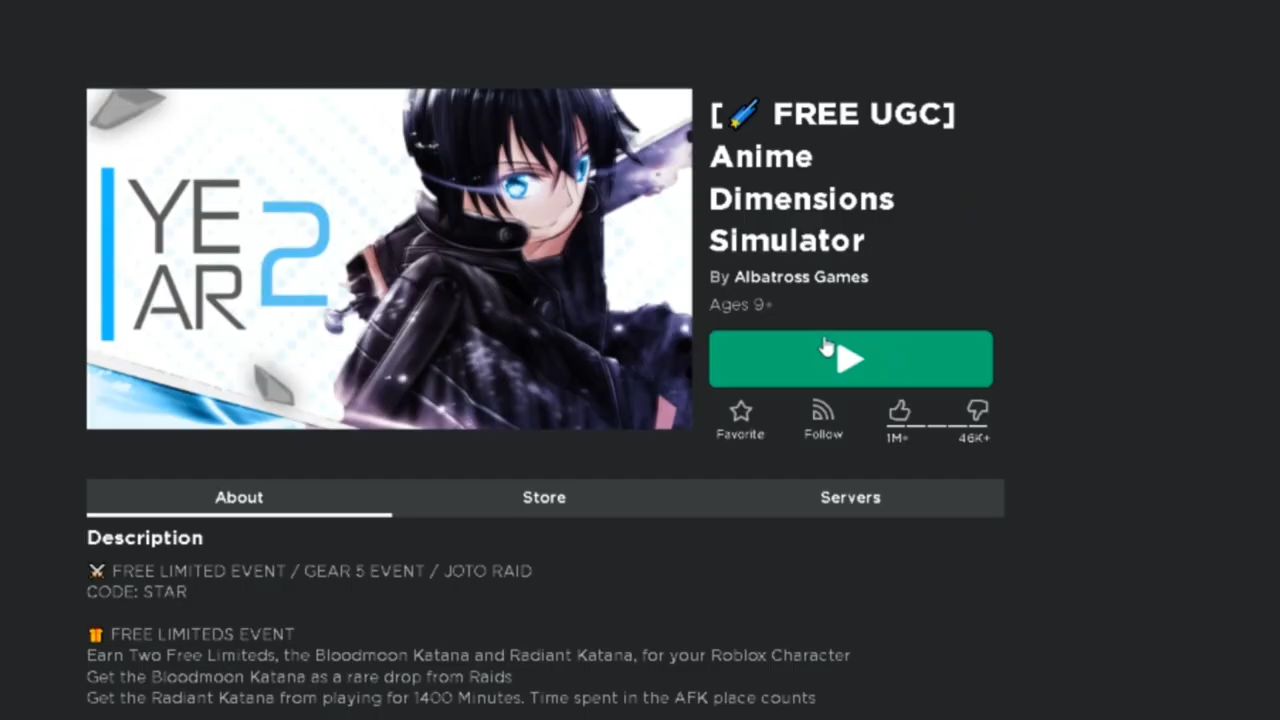 YE
AR 2
[ FREE UGC]
Anime
Dimensions
Simulator
By Albatross Games
Ages 9+
Favorite Follow 1M+ 46K+
About Store Servers
Description
FREE LIMITED EVENT / GEAR 5 EVENT / JOTO RAID
CODE: STAR
FREE LIMITEDS EVENT
Earn Two Free Limiteds, the Bloodmoon Katana and Radiant Katana, for your Roblox Character
Get the Bloodmoon Katana as a rare drop from Raids
Get the Radiant Katana from playing for 1400 Minutes. Time spent in the AFK place counts